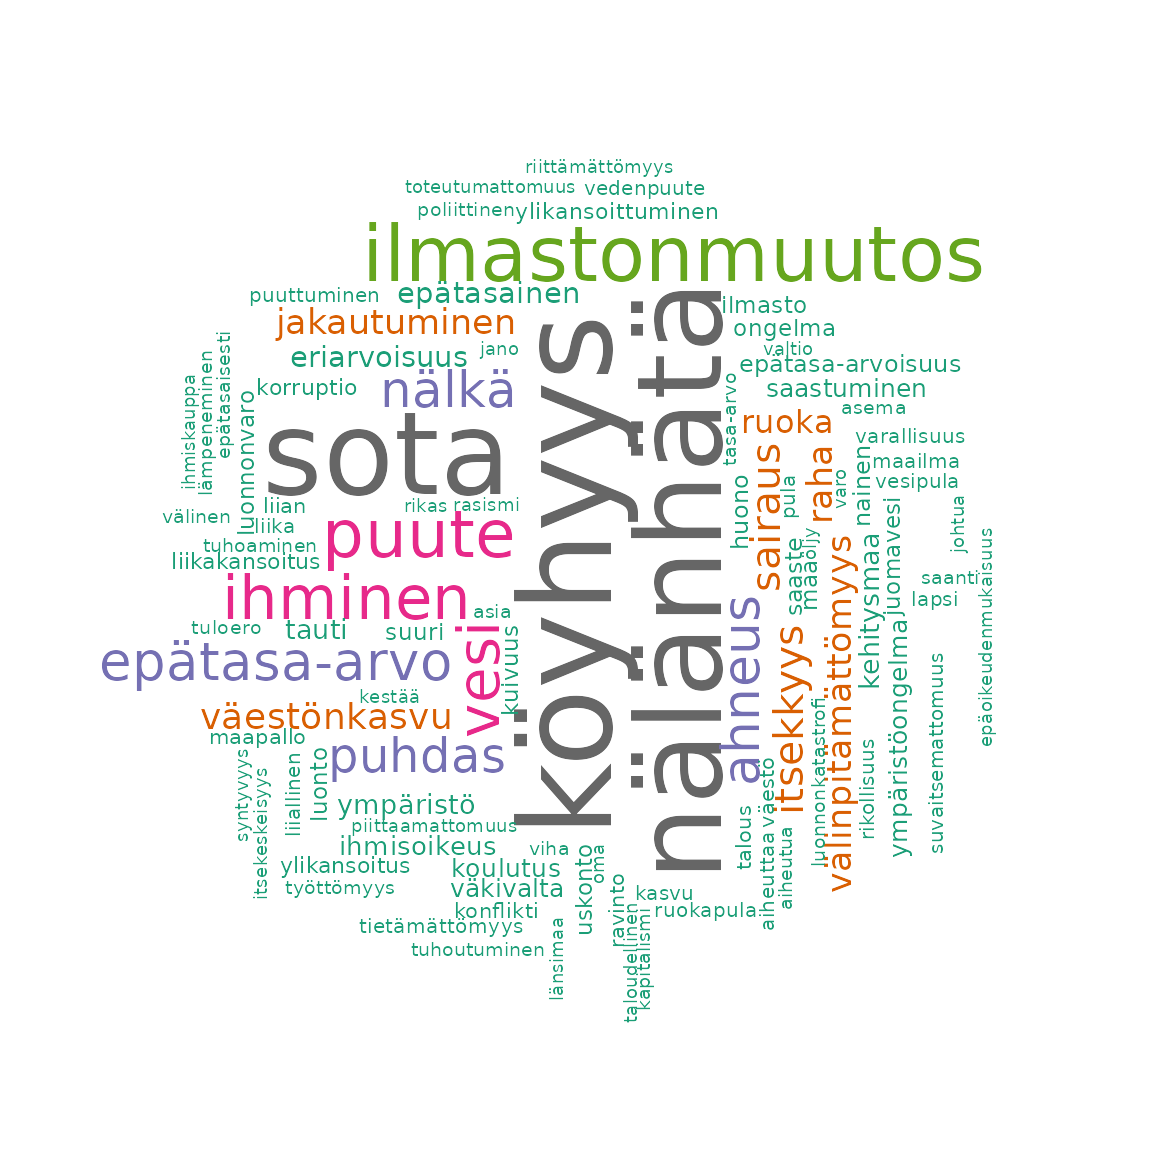 riittämättömyys
toteutumattomuus
vedenpuute
poliittinen
ylikansoittuminen
ilmastonmuutos
puuttuminen
epätasainen
ilmasto
jakautuminen
ongelma
eriarvoisuus
jano
valtio
epätasa-arvoisuus
korruptio
nälkä
saastuminen
ihmiskauppa
lämpeneminen
epätasaisesti
luonnonvaro
sota
köyhyys
nälänhätä
tasa-arvo
ruoka
asema
varallisuus
maailma
vesipula
huono
sairaus
pula
raha
varo
nainen
liian
rikas
rasismi
välinen
liika
puute
tuhoaminen
liikakansoitus
saaste
maaöljy
välinpitämättömyys
kehitysmaa
juomavesi
johtua
saanti
lapsi
epäoikeudenmukaisuus
ihminen
asia
tuloero
tauti
suuri
vesi
kuivuus
ahneus
itsekkyys
epätasa-arvo
kestää
väestönkasvu
maapallo
puhdas
luonnonkatastrofi
rikollisuus
ympäristöongelma
suvaitsemattomuus
syntyvyys
itsekeskeisyys
liiallinen
luonto
ympäristö
piittaamattomuus
ihmisoikeus
viha
uskonto
oma
talous
väestö
aiheuttaa
aiheutua
ylikansoitus
koulutus
työttömyys
väkivalta
ravinto
kasvu
konflikti
ruokapula
tietämättömyys
tuhoutuminen
länsimaa
taloudellinen
kapitalismi